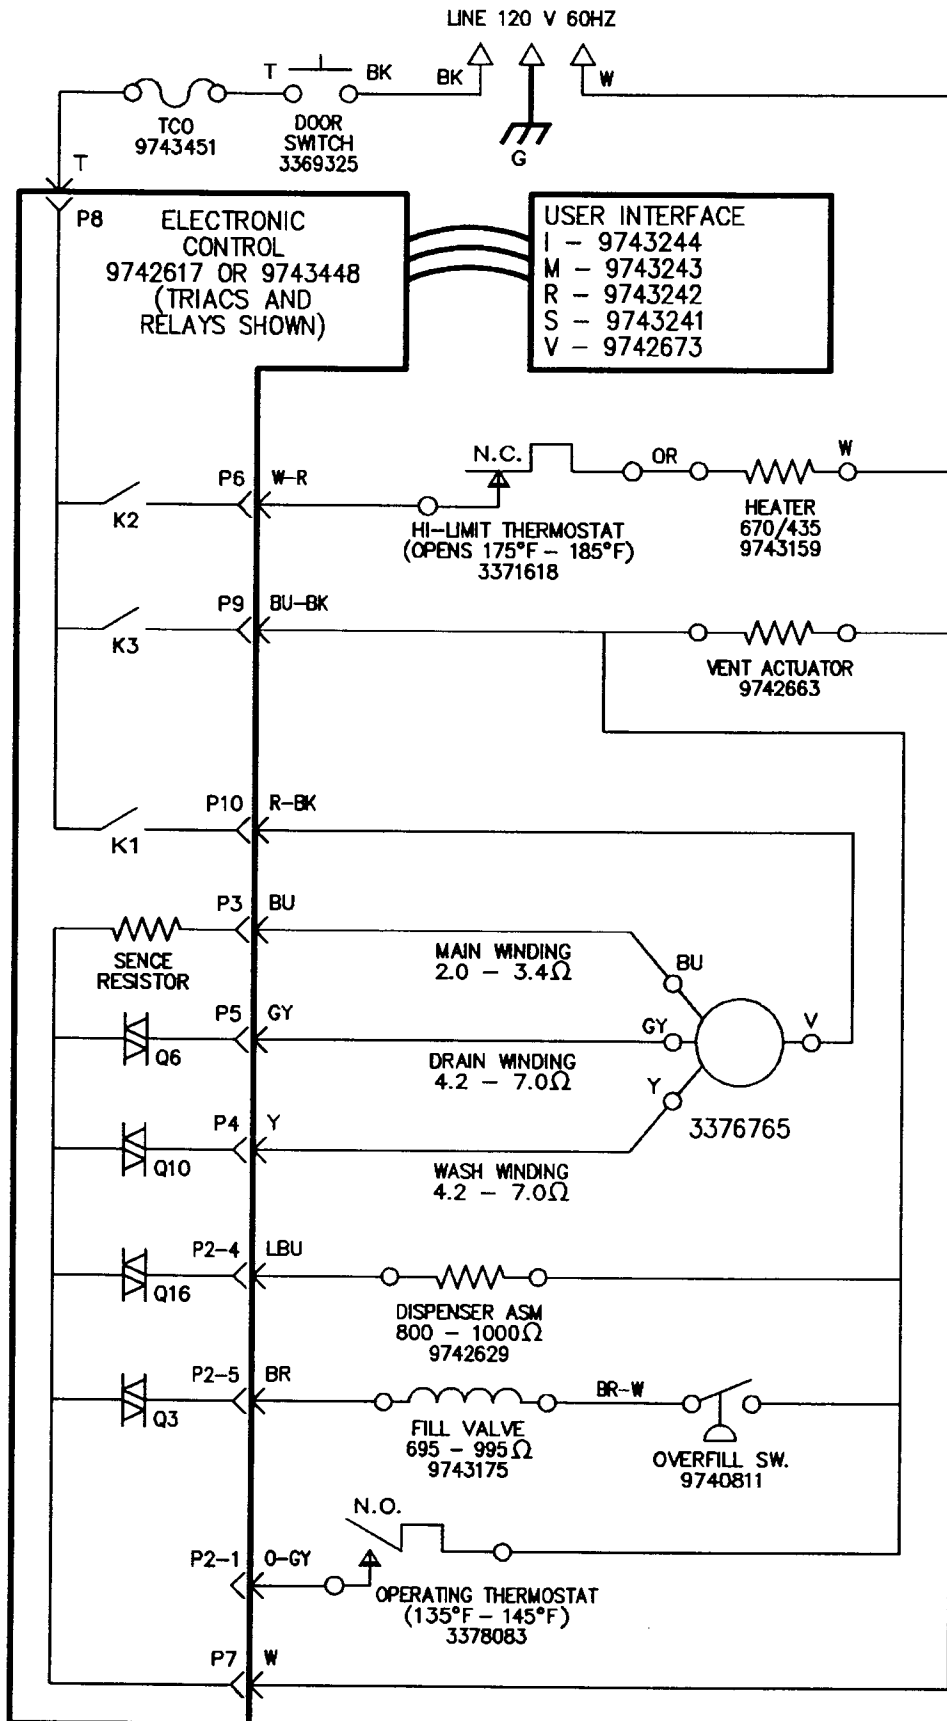 LINE 120 V 60HZ
T
BK
BK
W
TCO
9743451
DOOR
SWITCH
3369325
G
T
P8
ELECTRONIC
CONTROL
9742617 OR 9743448
(TRIACS AND
RELAYS SHOWN)
USER INTERFACE
I - 9743244
M - 9743243
R - 9743242
S - 9743241
V - 9742673
K2
P6
W-R
N.C.
HI-LIMIT THERMOSTAT
(OPENS 175°F - 185°F)
3371618
OR
W
HEATER
670/435
9743159
K3
P9
BU-BK
VENT ACTUATOR
9742663
K1
P10
R-BK
SENCE
RESISTOR
P3
BU
MAIN WINDING
2.0 - 3.4Ω
BU
Q6
P5
GY
DRAIN WINDING
4.2 - 7.0Ω
GY
V
Y
3376765
Q10
P4
Y
WASH WINDING
4.2 - 7.0Ω
Q16
P2-4
LBU
DISPENSER ASM
800 - 1000Ω
9742629
Q3
P2-5
BR
FILL VALVE
695 - 995Ω
9743175
BR-W
OVERFILL SW.
9740811
N.O.
P2-1
O-GY
OPERATING THERMOSTAT
(135°F - 145°F)
3378083
P7
W